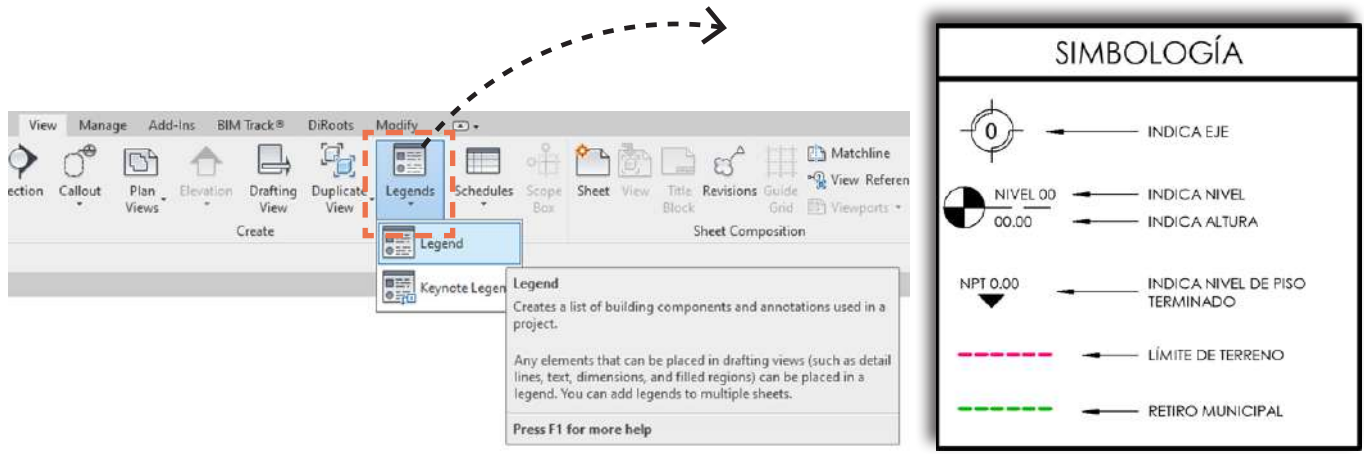 View Manage Add-Ins BIM Track® DiRoots Modify
ection Callout Plan Views Elevation Drafting View Duplicate View Legends Schedules Scope Box Sheet View Title Block Revisions Guide Grid
Matchline
View Referen
Viewports
Create Sheet Composition
Legend
Keynote Legen
Legend
Creates a list of building components and annotations used in a
project.
Any elements that can be placed in drafting views (such as detail
lines, text, dimensions, and filled regions) can be placed in a
legend. You can add legends to multiple sheets.
Press F1 for more help
SIMBOLOGÍA
0 INDICA EJE
NIVEL 00 INDICA NIVEL
00.00 INDICA ALTURA
NPT 0.00 INDICA NIVEL DE PISO
TERMINADO
LÍMITE DE TERRENO
RETIRO MUNICIPAL